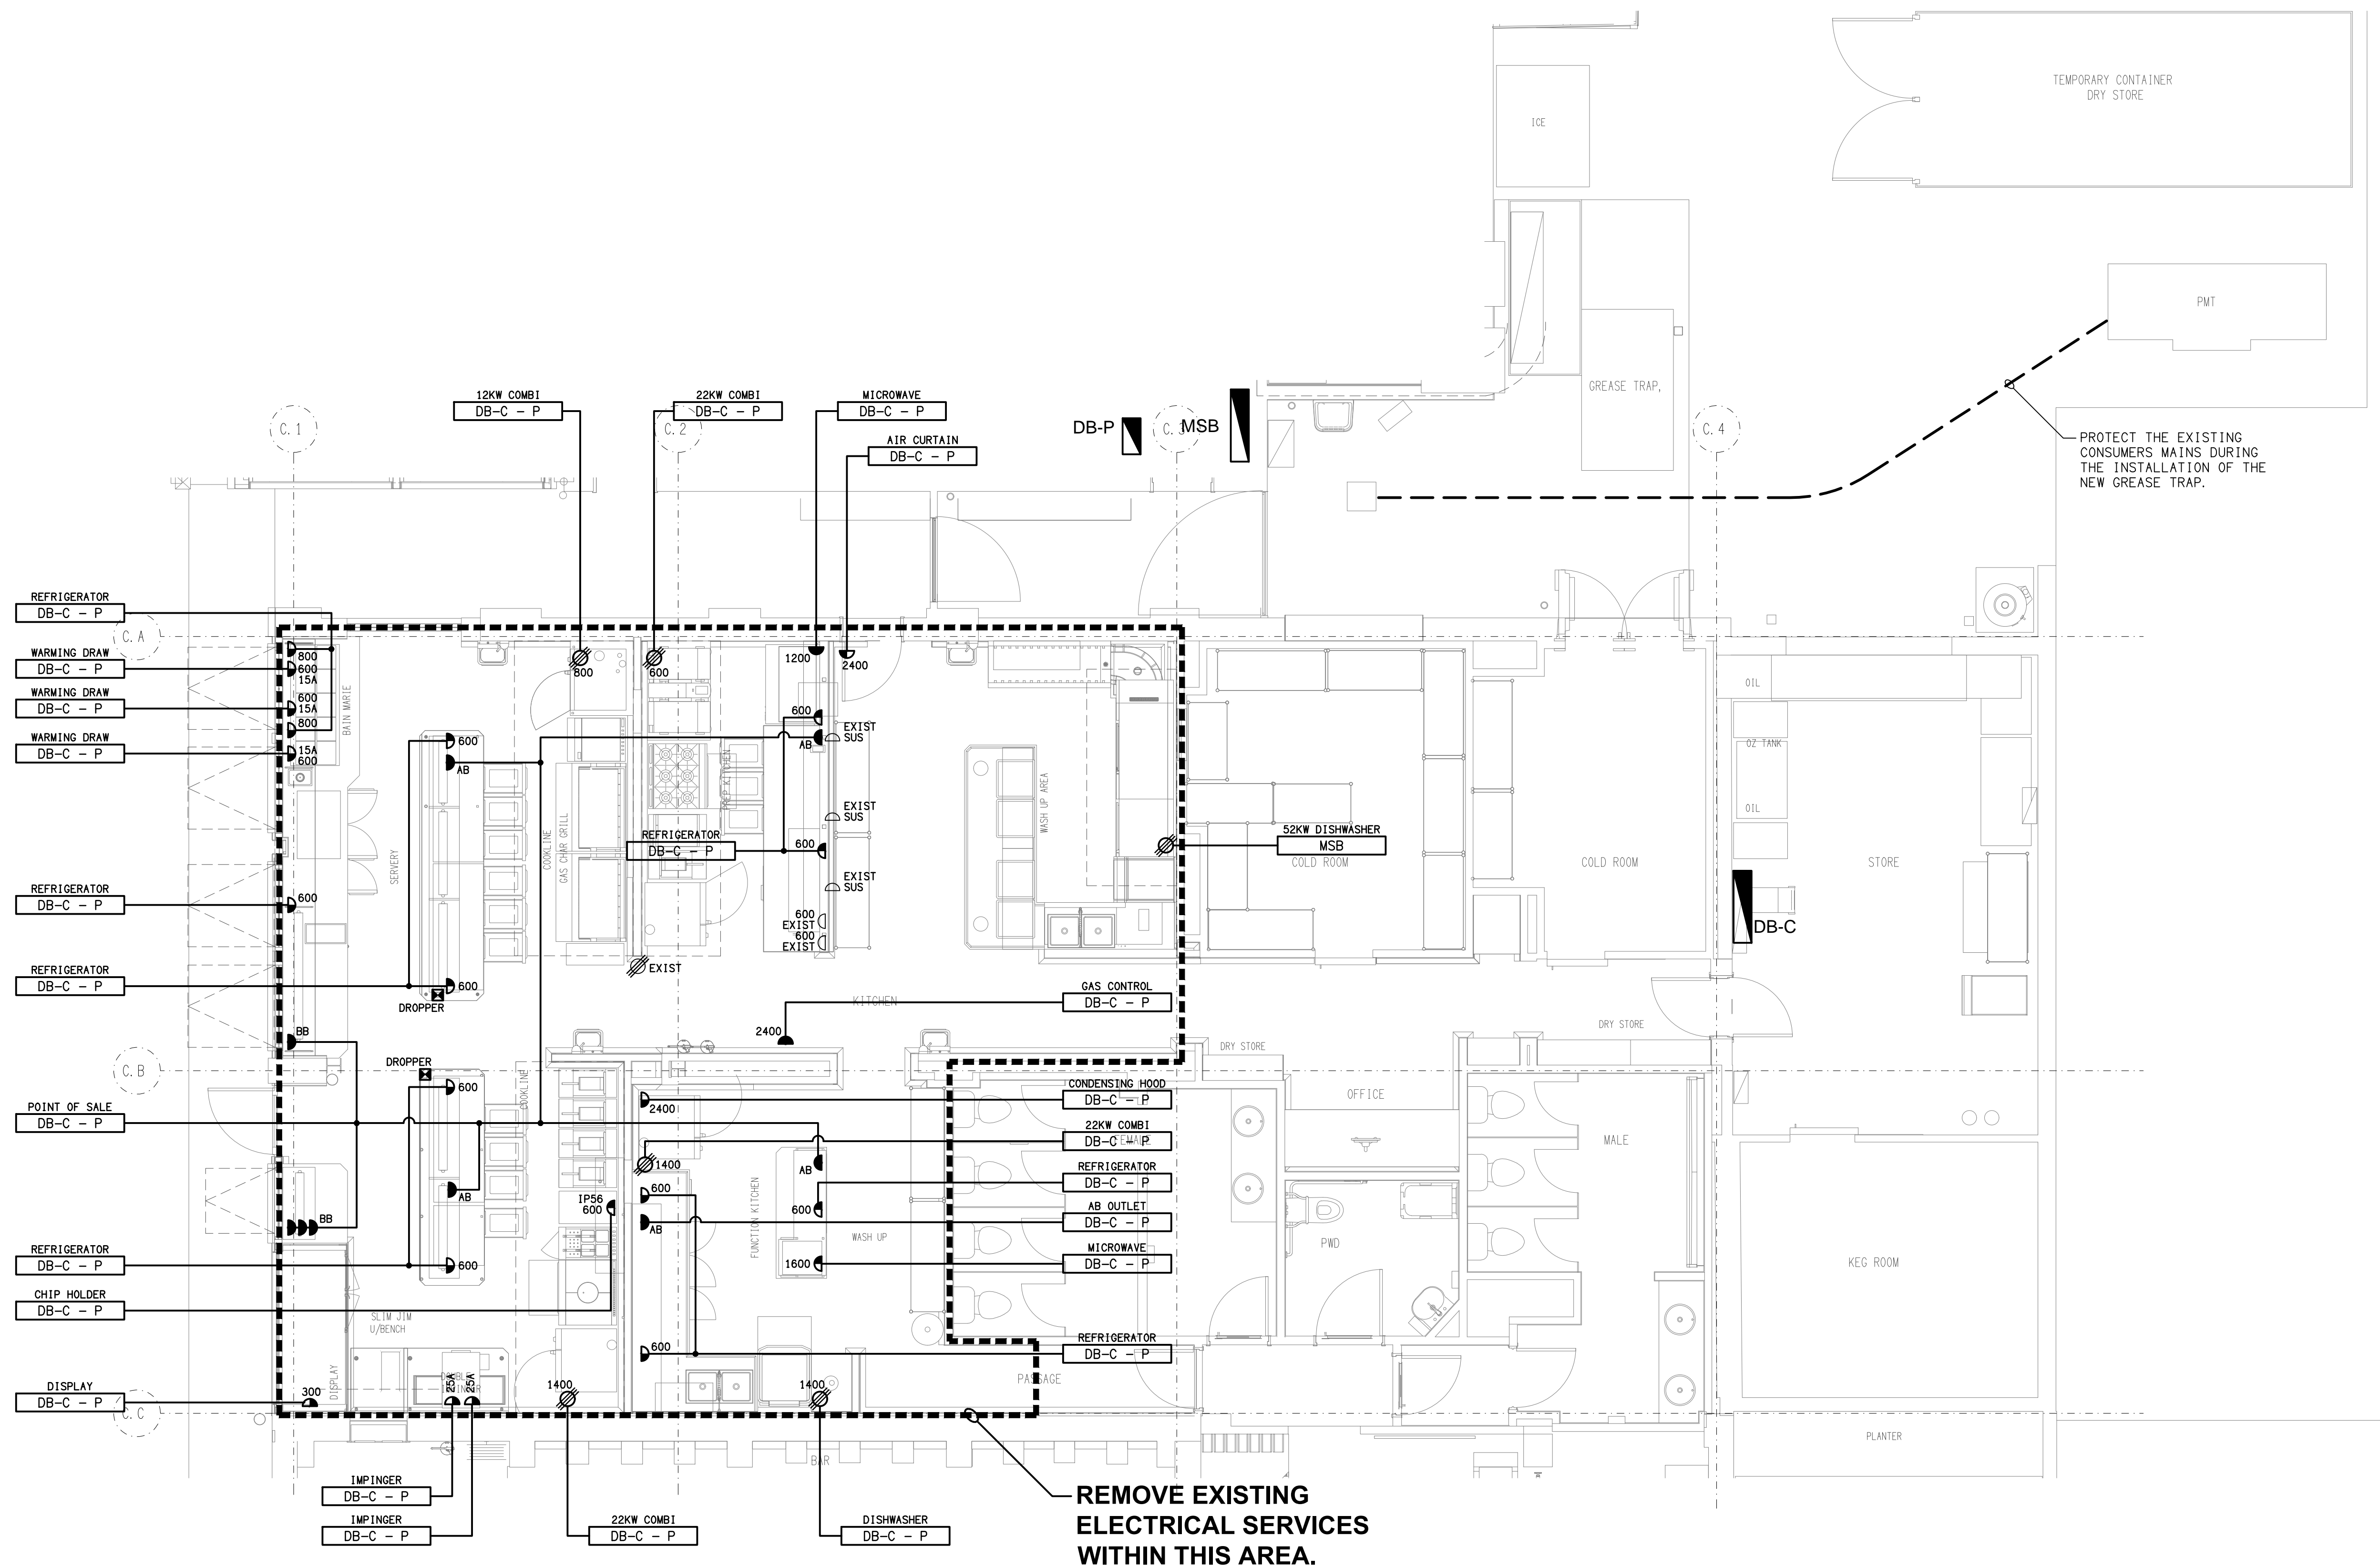 TEMPORARY CONTAINER
DRY STORE
ICE
PMT
GREASE TRAP,
12KW COMBI
DB-C - P
22KW COMBI
DB-C - P
MICROWAVE
DB-C - P
AIR CURTAIN
DB-C - P
DB-P
MSB
C.1
C.2
C.3
C.4
PROTECT THE EXISTING
CONSUMERS MAINS DURING
THE INSTALLATION OF THE
NEW GREASE TRAP.
REFRIGERATOR
DB-C - P
C.A
WARMING DRAW
DB-C - P
WARMING DRAW
DB-C - P
WARMING DRAW
DB-C - P
800
600
15A
600
15A
800
15A
600
BAIN MARIE
800
600
1200
2400
600
AB
EXIST
SUS
EXIST
SUS
EXIST
SUS
600
600
EXIST
600
EXIST
600
AB
SERVERY
COOKLINE
GAS CHAR GRILL
PREP KITCHEN
WASH UP AREA
REFRIGERATOR
DB-C - P
52KW DISHWASHER
MSB
COLD ROOM
COLD ROOM
OIL
OZ TANK
OIL
STORE
DB-C
REFRIGERATOR
DB-C - P
600
REFRIGERATOR
DB-C - P
600
DROPPER
EXIST
KITCHEN
GAS CONTROL
DB-C - P
2400
BB
DRY STORE
DRY STORE
DROPPER
C.B
600
COOKLINE
2400
CONDENSING HOOD
DB-C - P
OFFICE
POINT OF SALE
DB-C - P
22KW COMBI
DB-C - P
FEMALE
MALE
1400
AB
AB
600
REFRIGERATOR
DB-C - P
IP56
600
600
AB
FUNCTION KITCHEN
AB OUTLET
DB-C - P
BB
WASH UP
PWD
REFRIGERATOR
DB-C - P
600
1600
MICROWAVE
DB-C - P
KEG ROOM
CHIP HOLDER
DB-C - P
SLIM JIM
U/BENCH
600
REFRIGERATOR
DB-C - P
PASSAGE
DISPLAY
DB-C - P
300
DISPLAY
25A
25A
1400
1400
C.C
BAR
PLANTER
IMPINGER
DB-C - P
IMPINGER
DB-C - P
22KW COMBI
DB-C - P
DISHWASHER
DB-C - P
REMOVE EXISTING
ELECTRICAL SERVICES
WITHIN THIS AREA.